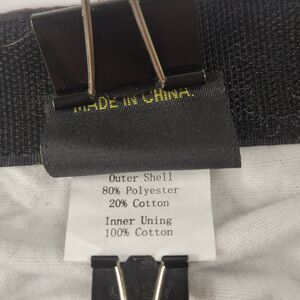 MADE IN CHINA.
Outer Shell
80% Polyester
20% Cotton
Inner Uning
100% Cotton